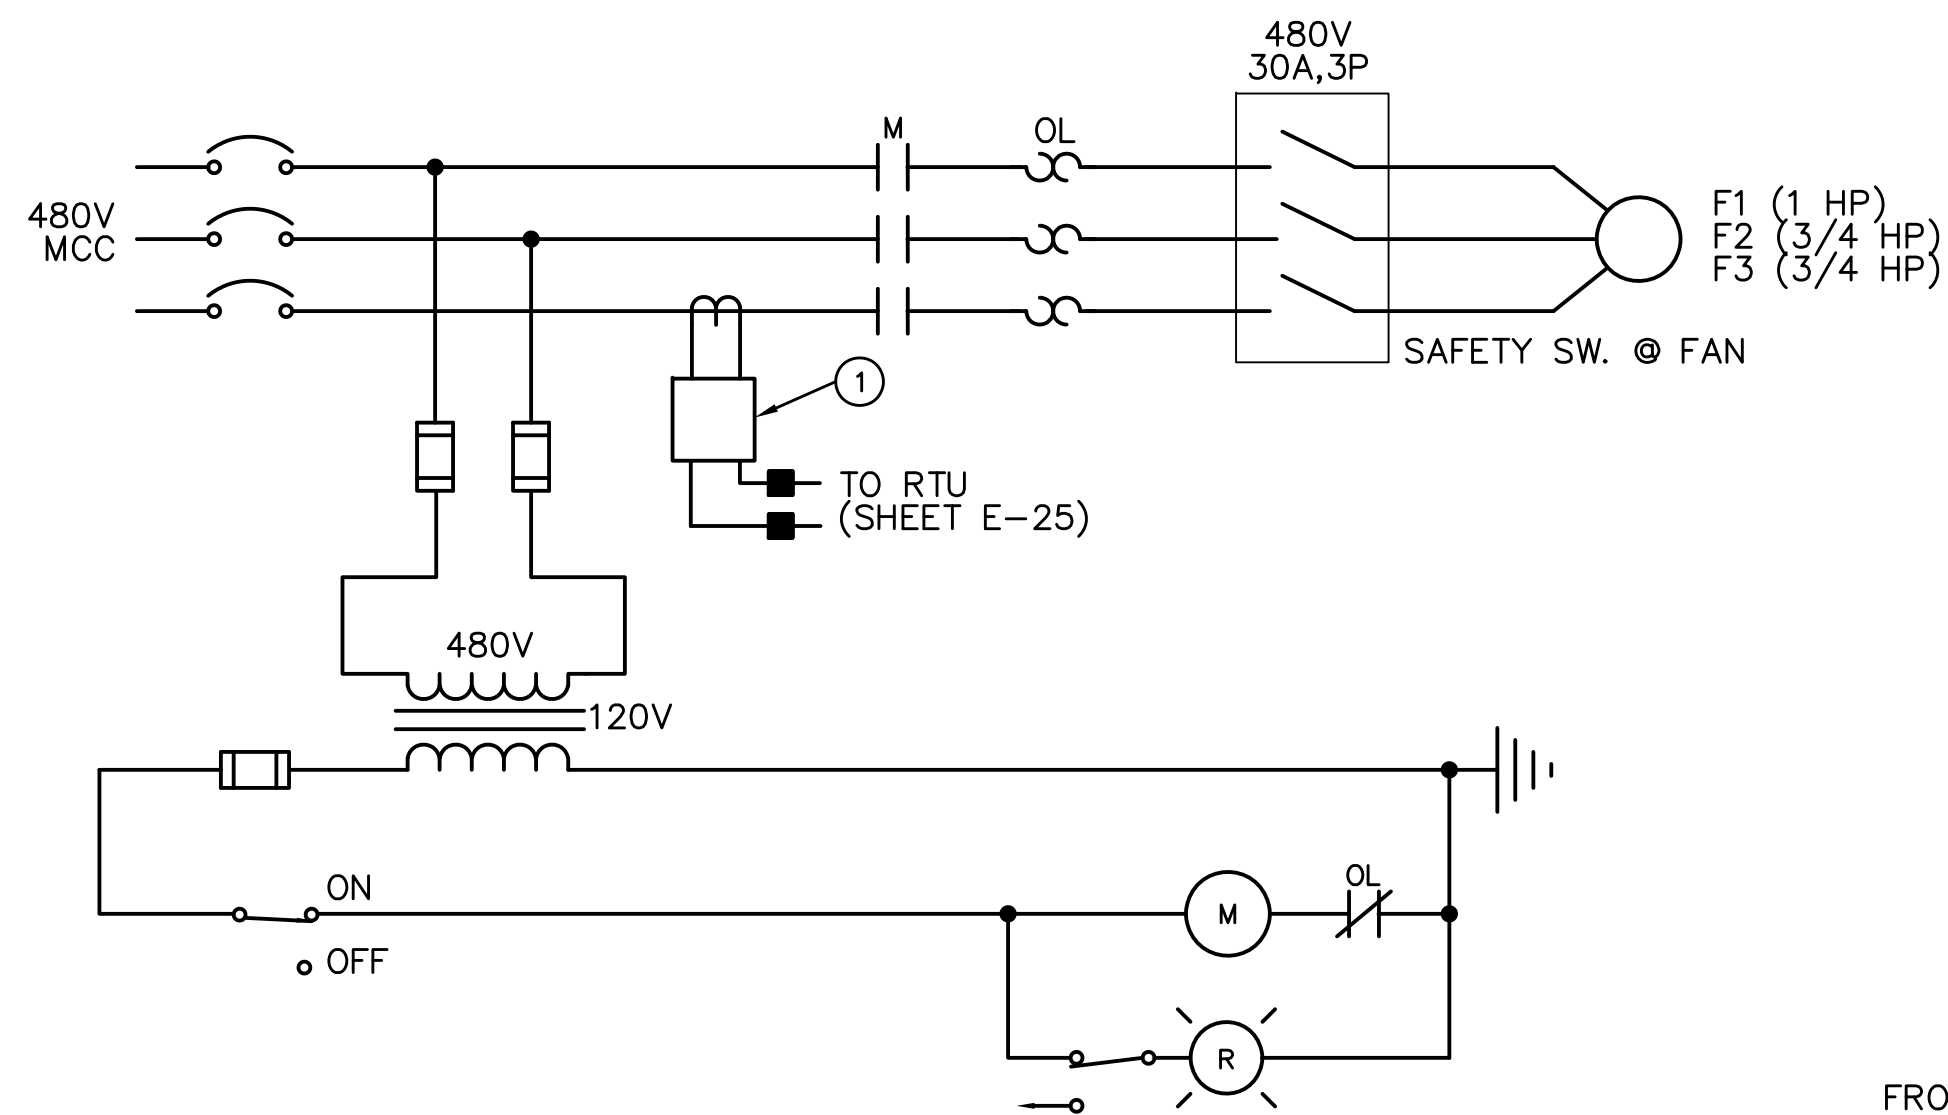 480V
30A,3P
M
OL
480V
MCC
F1 (1 HP)
F2 (3/4 HP)
F3 (3/4 HP)
SAFETY SW. @ FAN
1
TO RTU
(SHEET E-25)
480V
120V
ON
OFF
OL
M
R
FRO